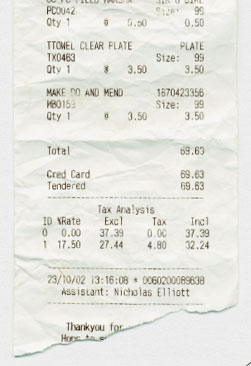 PC0042 Size: 99
Qty 1 @ 0.50 0.50
TTOWEL CLEAR PLATE PLATE
TX0463 Size: 99
Qty 1 @ 3.50 3.50
MAKE DO AND MEND 1870423356
MB0153 Size: 99
Qty 1 @ 3.50 3.50
Total 69.63
Cred Card 69.63
Tendered 69.63
Tax Analysis
ID %Rate Excl Tax Incl
0 0.00 37.39 0.00 37.39
1 17.50 27.44 4.80 32.24
23/10/02 13:16:08 * 0060200089638
Assistant: Nicholas Elliott
Thankyou for